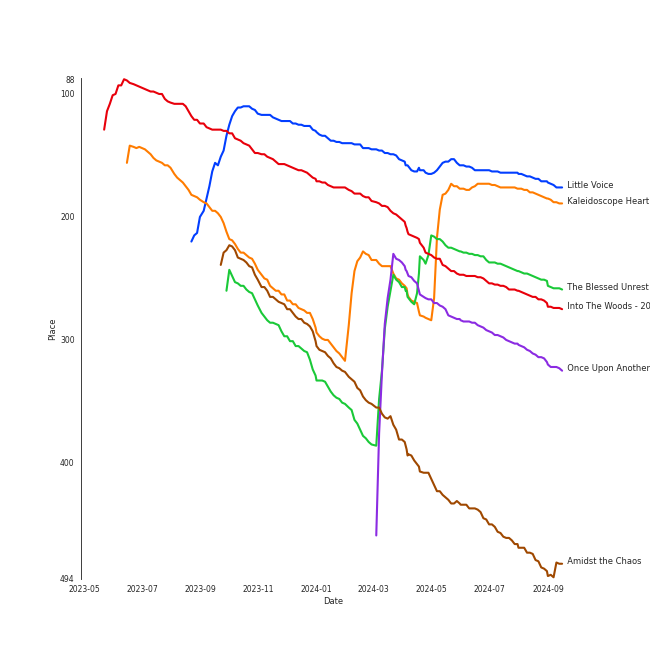 88
100
200
300
400
494
Place
2023-05 2023-07 2023-09 2023-11 2024-01 2024-03 2024-05 2024-07 2024-09
Date
Little Voice
Kaleidoscope Heart
The Blessed Unrest
Into The Woods - 20
Once Upon Another
Amidst the Chaos